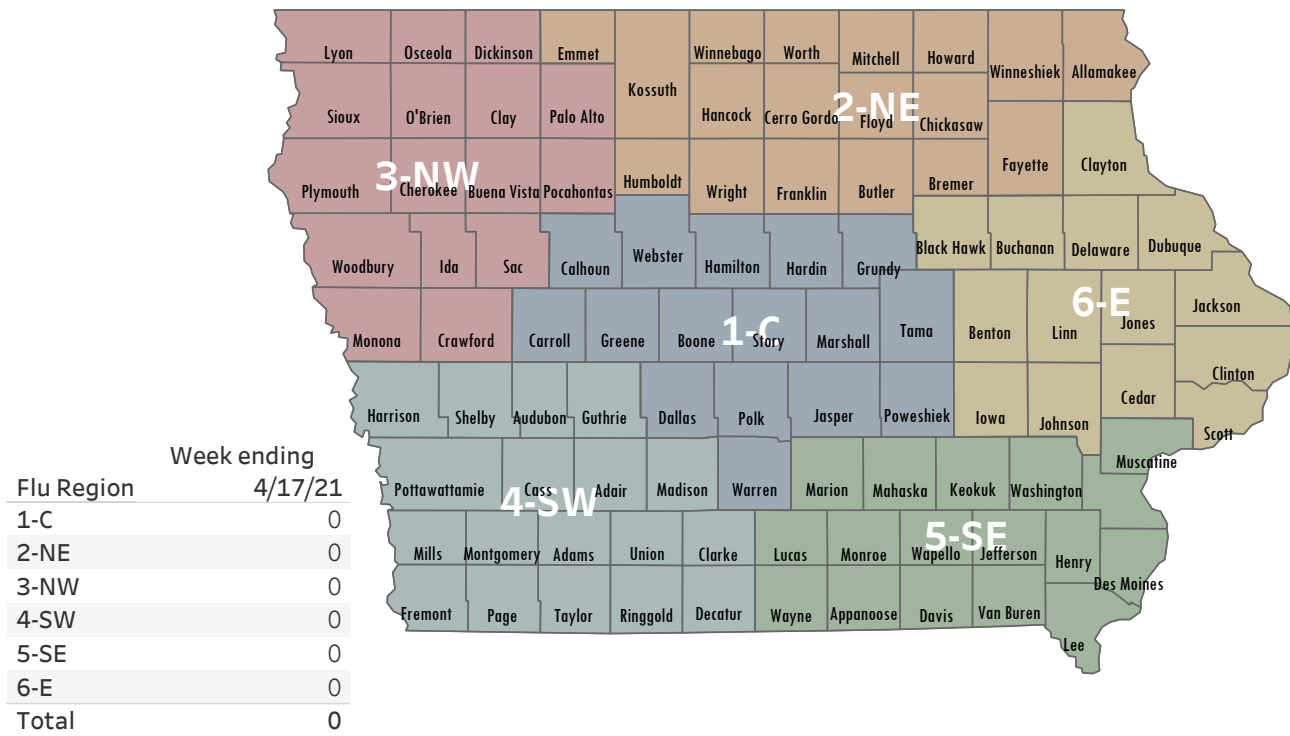 Lyon Osceola Dickinson Emmet Winnebago Worth Mitchell Howard
Winneshiek Allamakee
Kossuth
2-NE
Sioux O'Brien Clay Palo Alto Hancock Cerro Gordo Floyd Chickasaw
Fayette Clayton
3-NW
Plymouth Cherokee Buena Vista Pocahontas Humboldt Wright Franklin Butler Bremer
Black Hawk Buchanan Delaware Dubuque
Woodbury Ida Sac Calhoun Webster Hamilton Hardin Grundy
6-E
Jackson
1-C
Monona Crawford Carroll Greene Boone Story Marshall Tama Benton Linn Jones
Clinton
Harrison Shelby Audubon Guthrie Dallas Polk Jasper Poweshiek Iowa Johnson Cedar
Scott
Muscatine
Pottawattamie Cass Adair Madison Warren Marion Mahaska Keokuk Washington
4-SW
5-SE
Mills Montgomery Adams Union Clarke Lucas Monroe Wapello Jefferson Henry
Des Moines
Fremont Page Taylor Ringgold Decatur Wayne Appanoose Davis Van Buren
Lee
Week ending
Flu Region 4/17/21
1-C 0
2-NE 0
3-NW 0
4-SW 0
5-SE 0
6-E 0
Total 0